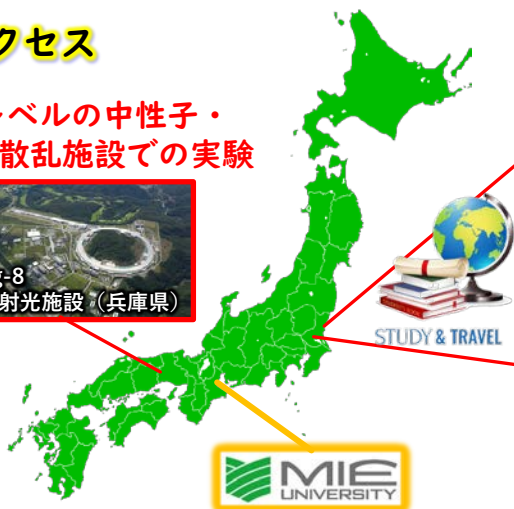 クセス
ベルの中性子・
散乱施設での実験
-8
射光施設（兵庫県）
STUDY & TRAVEL
MIE
UNIVERSITY